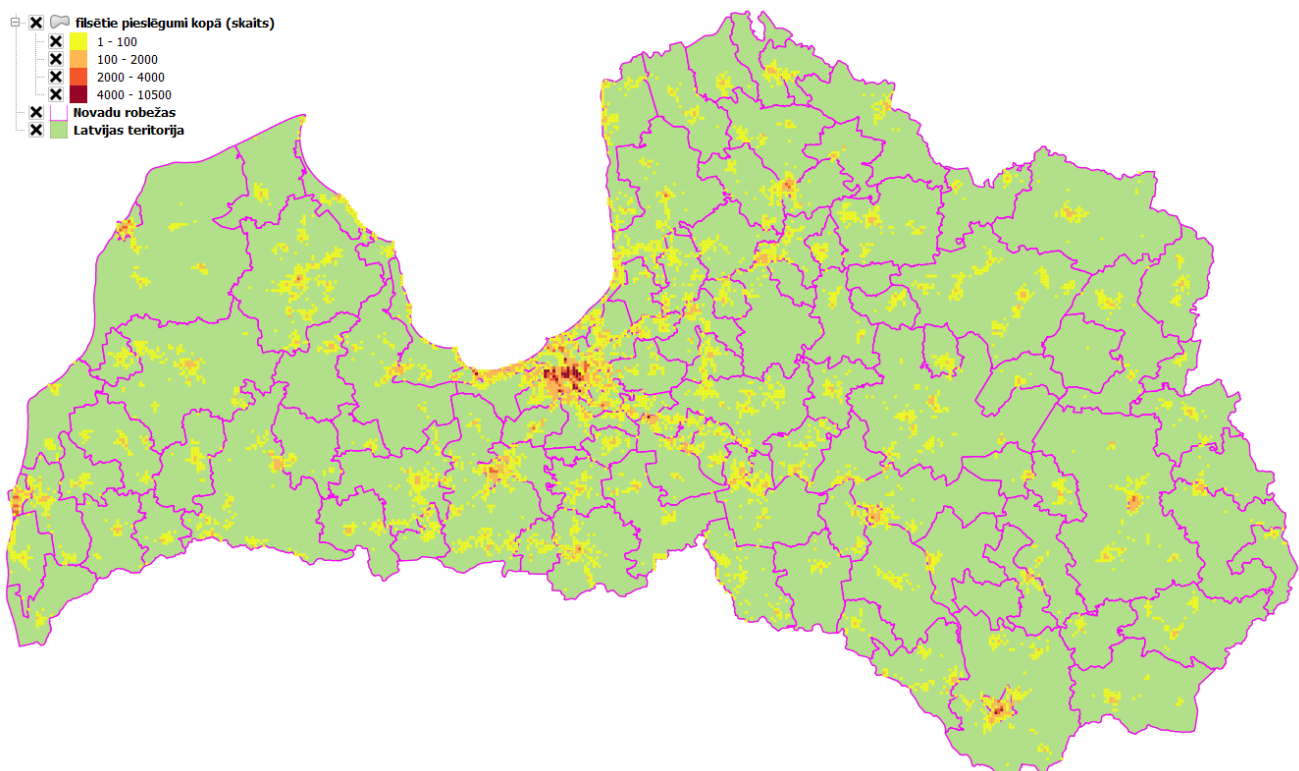 filsētie pieslēgumi kopā (skaits)
1 - 100
100 - 2000
2000 - 4000
4000 - 10500
Novadu robežas
Latvijas teritorija